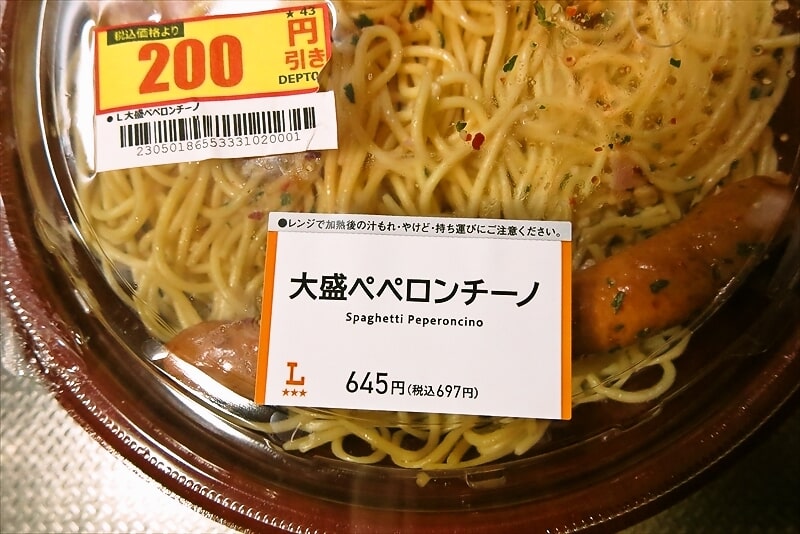 ★ 43
税込価格より
200
円
引き
DEPT0
●L大盛ペペロンチーノ
23050186553331020001
●レンジで加熱後の汁もれ・やけど・持ち運びにご注意ください。
大盛ペペロンチーノ
Spaghetti Peperoncino
L
★★★
645円(税込697円)